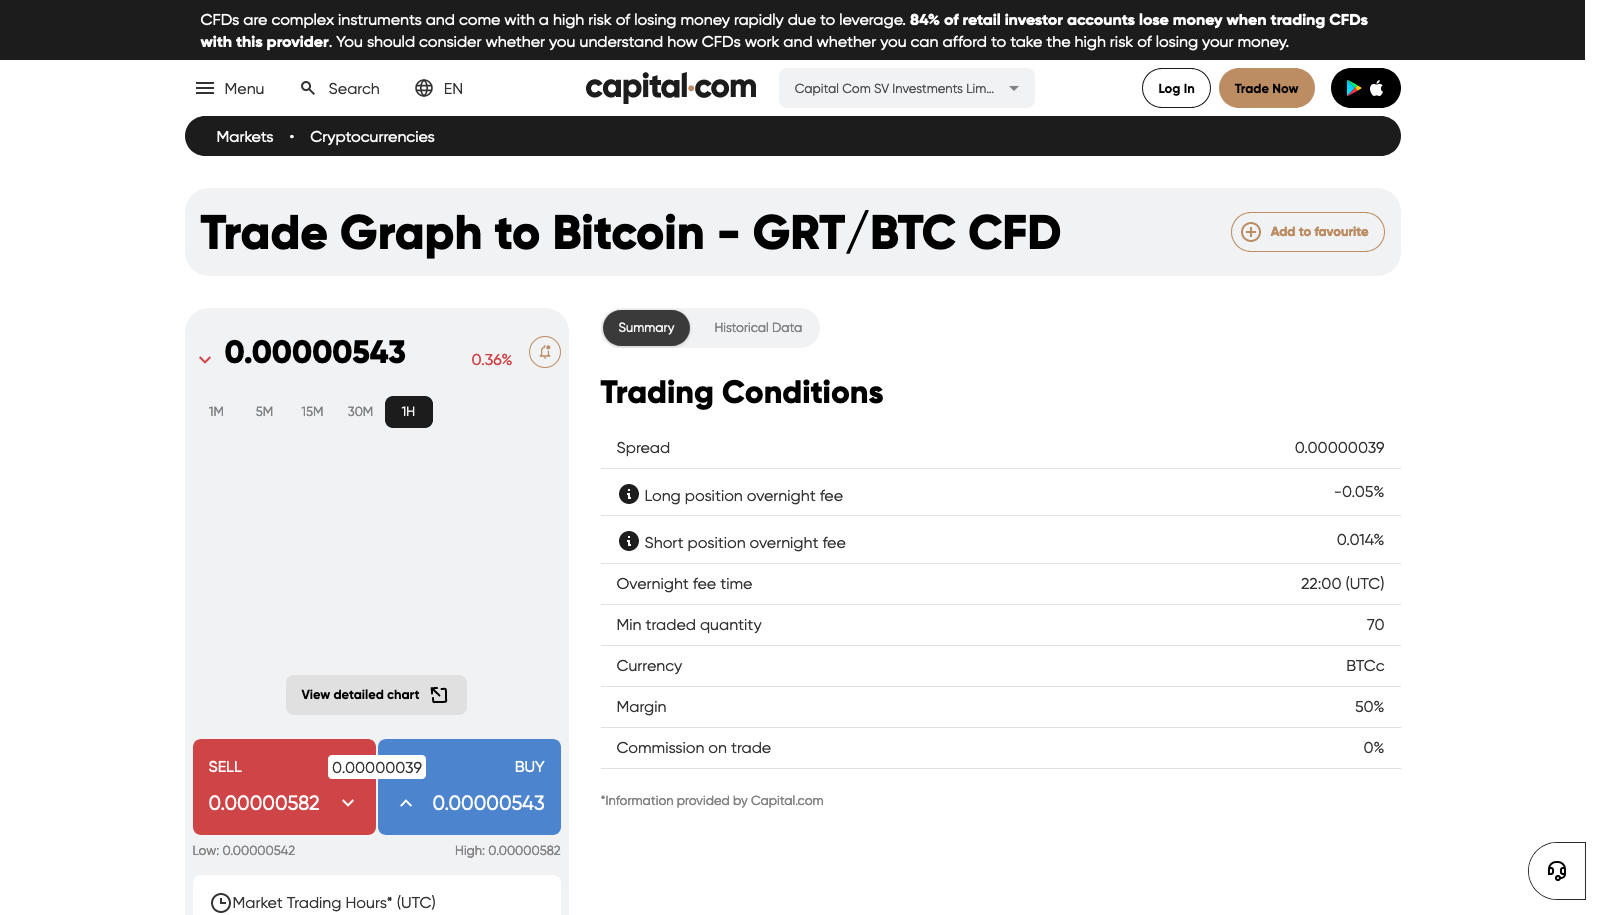 CFDs are complex instruments and come with a high risk of losing money rapidly due to leverage. 84% of retail investor accounts lose money when trading CFDs
with this provider. You should consider whether you understand how CFDs work and whether you can afford to take the high risk of losing your money.
Menu Search EN capital.com Capital Com SV Investments Lim... Log In Trade Now
Markets • Cryptocurrencies
Trade Graph to Bitcoin - GRT/BTC CFD
Add to favourite
0.00000543 0.36%
1M 5M 15M 30M 1H
View detailed chart
SELL 0.00000039 BUY
0.00000582 0.00000543
Low: 0.00000542 High: 0.00000582
Market Trading Hours* (UTC)
Summary Historical Data
Trading Conditions
Spread 0.00000039
Long position overnight fee -0.05%
Short position overnight fee 0.014%
Overnight fee time 22:00 (UTC)
Min traded quantity 70
Currency BTCc
Margin 50%
Commission on trade 0%
*Information provided by Capital.com